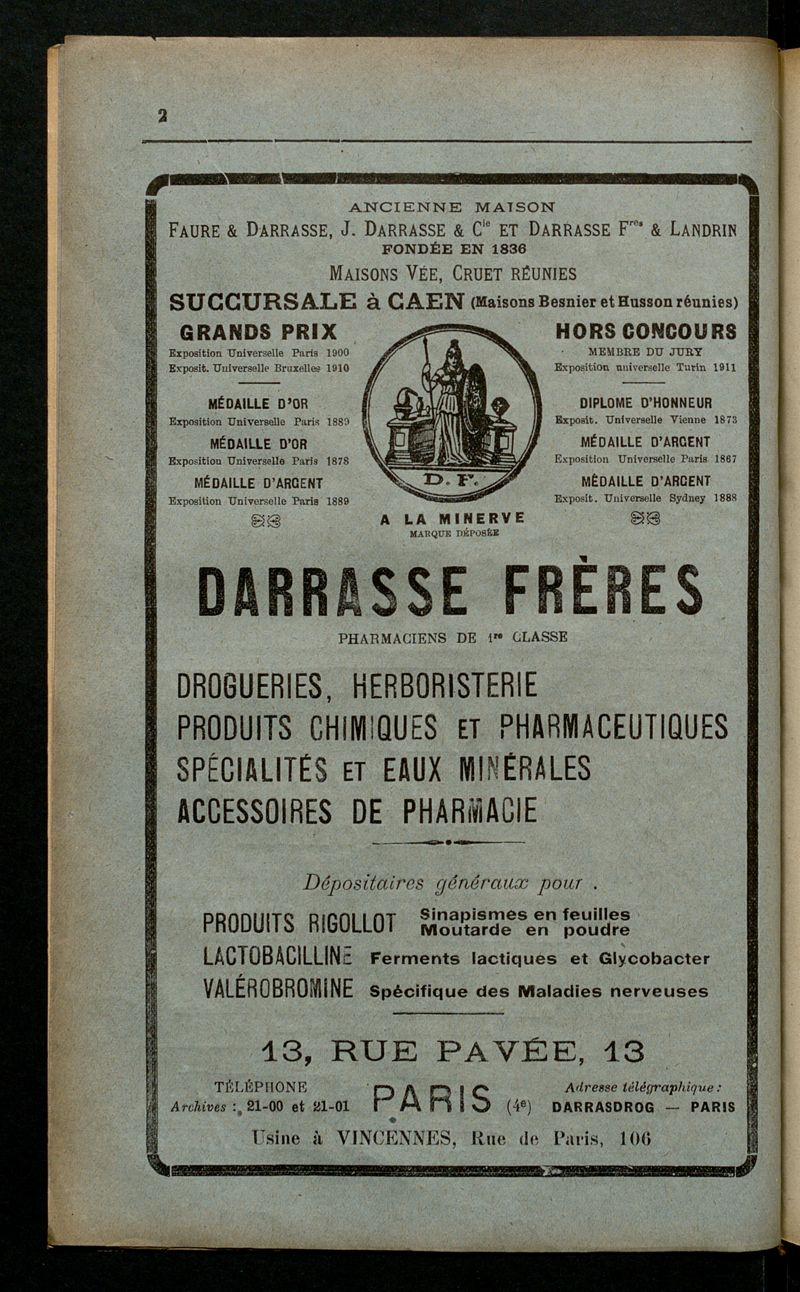 2
ANCIENNE MAISON
FAURE & DARRASSE, J. DARRASSE & Cie ET DARRASSE Fres & LANDRIN
FONDÉE EN 1836
MAISONS VÉE, CRUET RÉUNIES
SUCCURSALE à CAEN (Maisons Besnier et Husson réunies)
GRANDS PRIX
Exposition Universelle Paris 1900
Exposit. Universelle Bruxelles 1910
MÉDAILLE D'OR
Exposition Universelle Paris 1889
MÉDAILLE D'OR
Exposition Universelle Paris 1878
MÉDAILLE D'ARGENT
Exposition Universelle Paris 1889
D. F.
A LA MINERVE
MARQUE DÉPOSÉE
HORS CONCOURS
MEMBRE DU JURY
Exposition universelle Turin 1911
DIPLOME D'HONNEUR
Exposit. Universelle Vienne 1873
MÉDAILLE D'ARGENT
Exposition Universelle Paris 1867
MÉDAILLE D'ARGENT
Exposit. Universelle Sydney 1888
DARRASSE FRÈRES
PHARMACIENS DE 1re CLASSE
DROGUERIES, HERBORISTERIE
PRODUITS CHIMIQUES ET PHARMACEUTIQUES
SPÉCIALITÉS ET EAUX MINÉRALES
ACCESSOIRES DE PHARMACIE
Dépositaires généraux pour .
PRODUITS RIGOLLOT Sinapismes en feuilles
Moutarde en poudre
LACTOBACILLINE Ferments lactiques et Glycobacter
VALÉROBROMINE Spécifique des Maladies nerveuses
13, RUE PAVÉE, 13
TÉLÉPHONE
Archives : 21-00 et 21-01
PARIS (4e)
Adresse télégraphique :
DARRASDROG — PARIS
Usine à VINCENNES, Rue de Paris, 106